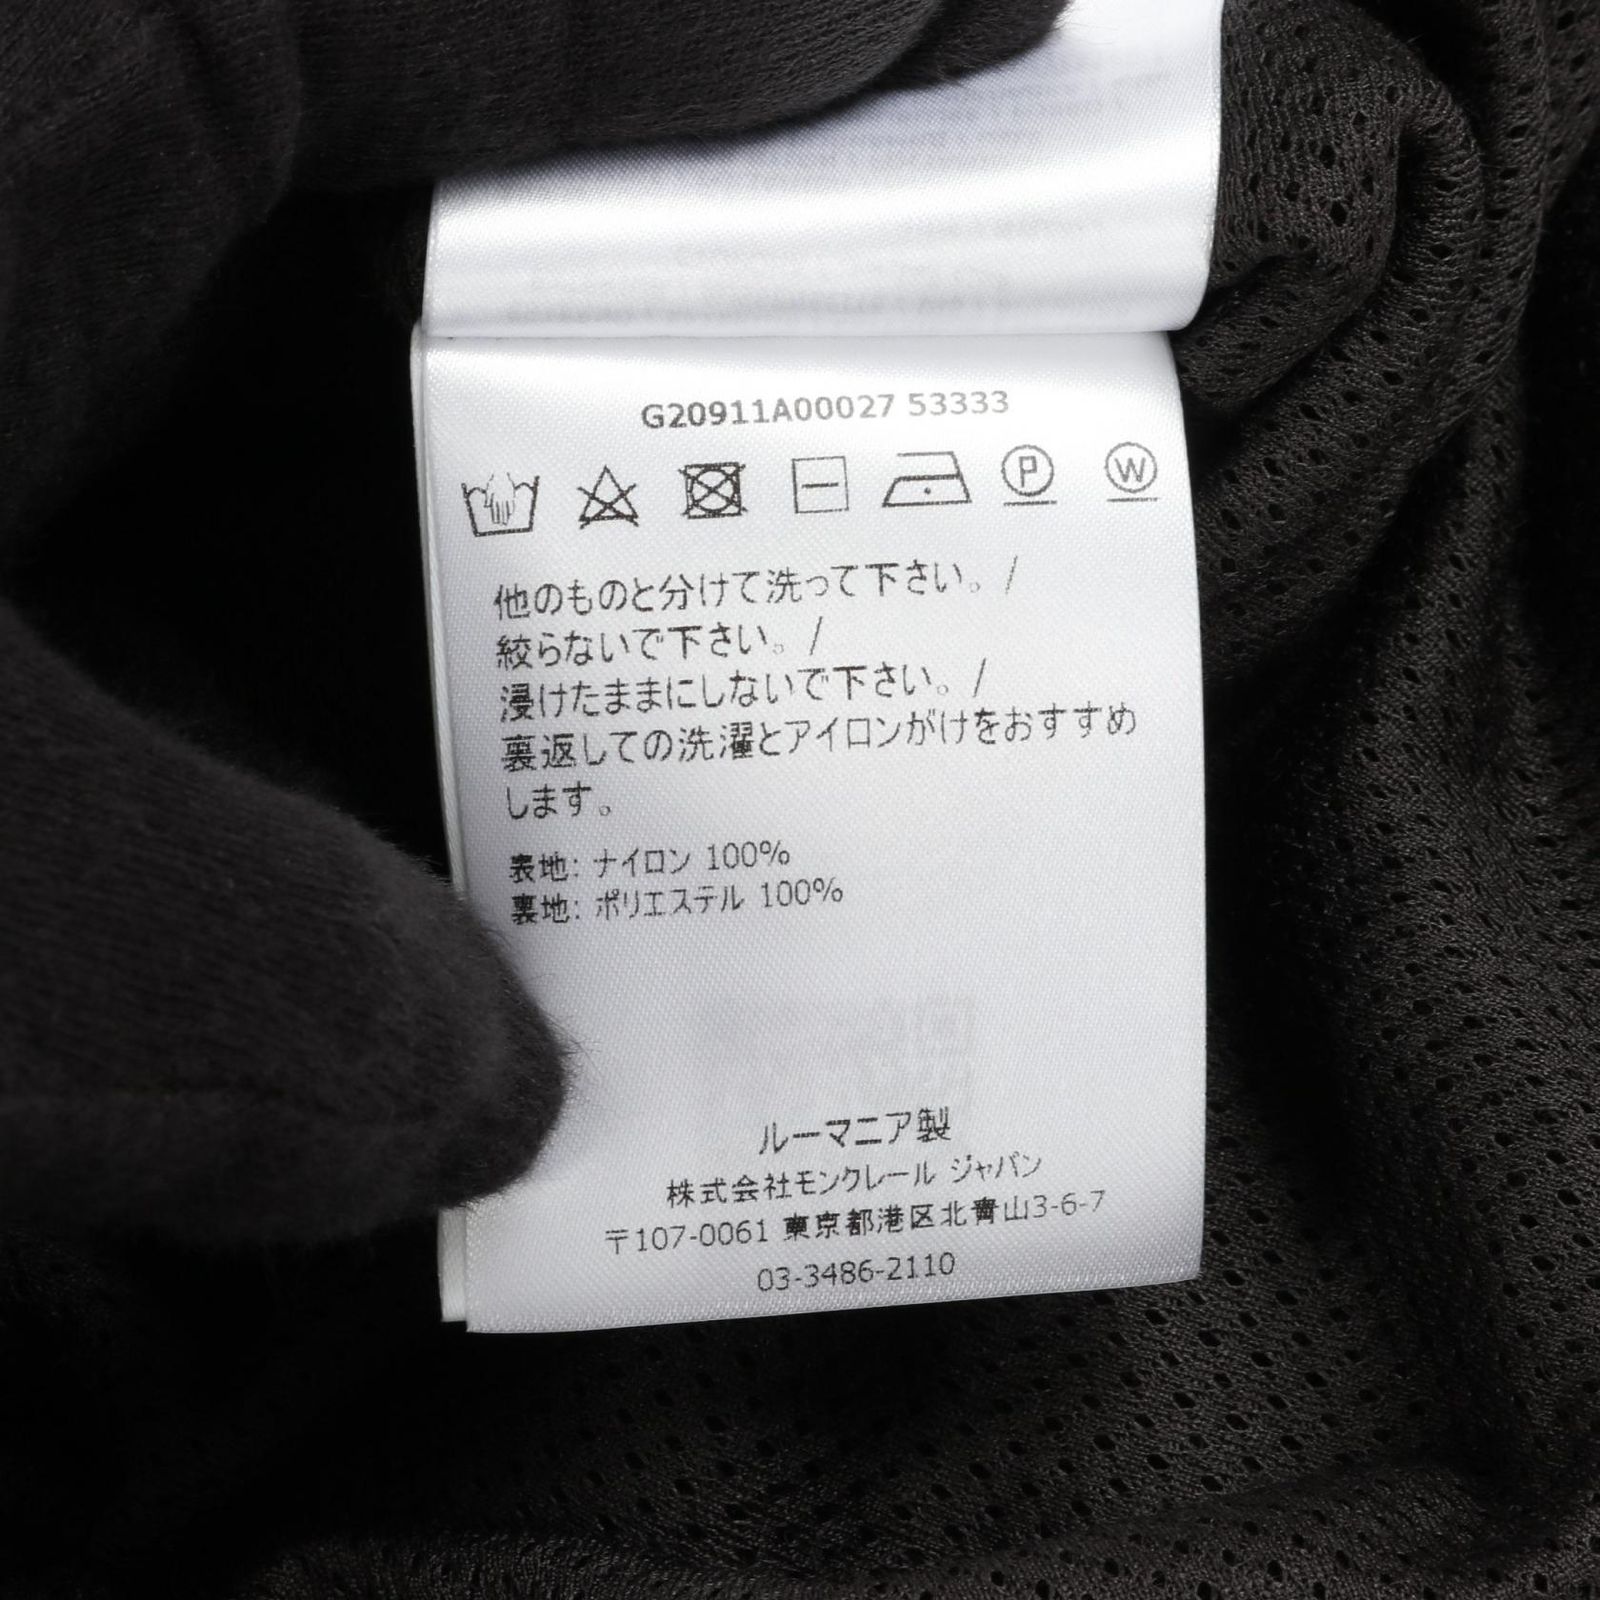 G20911A00027 53333
P W
他のものと分けて洗って下さい。/
絞らないで下さい。/
浸けたままにしないで下さい。/
裏返しての洗濯とアイロンがけをおすすめ
します。
表地: ナイロン 100%
裏地: ポリエステル 100%
ルーマニア製
株式会社モンクレール ジャパン
〒107-0061 東京都港区北青山3-6-7
03-3486-2110